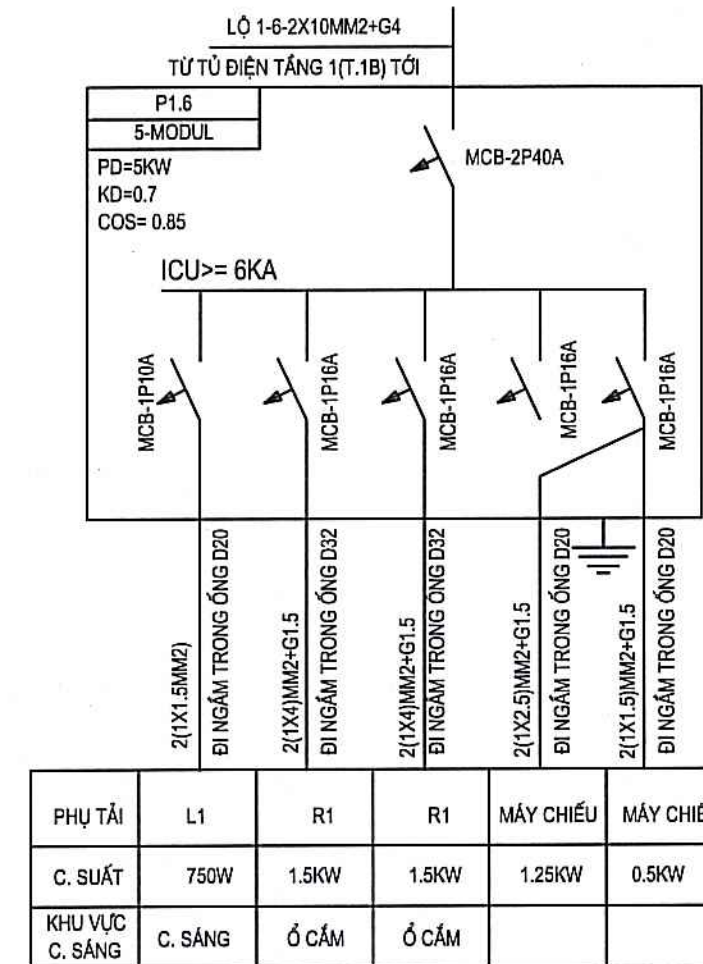 LỘ 1-6-2X10MM2+G4
TỪ TỦ ĐIỆN TẦNG 1(T.1B) TỚI
P1.6
5-MODUL
PD=5KW
KD=0.7
COS= 0.85
MCB-2P40A
ICU>= 6KA
MCB-1P10A
MCB-1P16A
MCB-1P16A
MCB-1P16A
MCB-1P16A
2(1X1.5MM2)
ĐI NGẦM TRONG ỐNG D20
2(1X4)MM2+G1.5
ĐI NGẦM TRONG ỐNG D32
2(1X4)MM2+G1.5
ĐI NGẦM TRONG ỐNG D32
2(1X2.5)MM2+G1.5
ĐI NGẦM TRONG ỐNG D20
2(1X1.5)MM2+G1.5
ĐI NGẦM TRONG ỐNG D20
PHỤ TẢI L1 R1 R1 MÁY CHIẾU MÁY CHIẾ
C. SUẤT 750W 1.5KW 1.5KW 1.25KW 0.5KW
KHU VỰC
C. SÁNG C. SÁNG Ổ CẮM Ổ CẮM